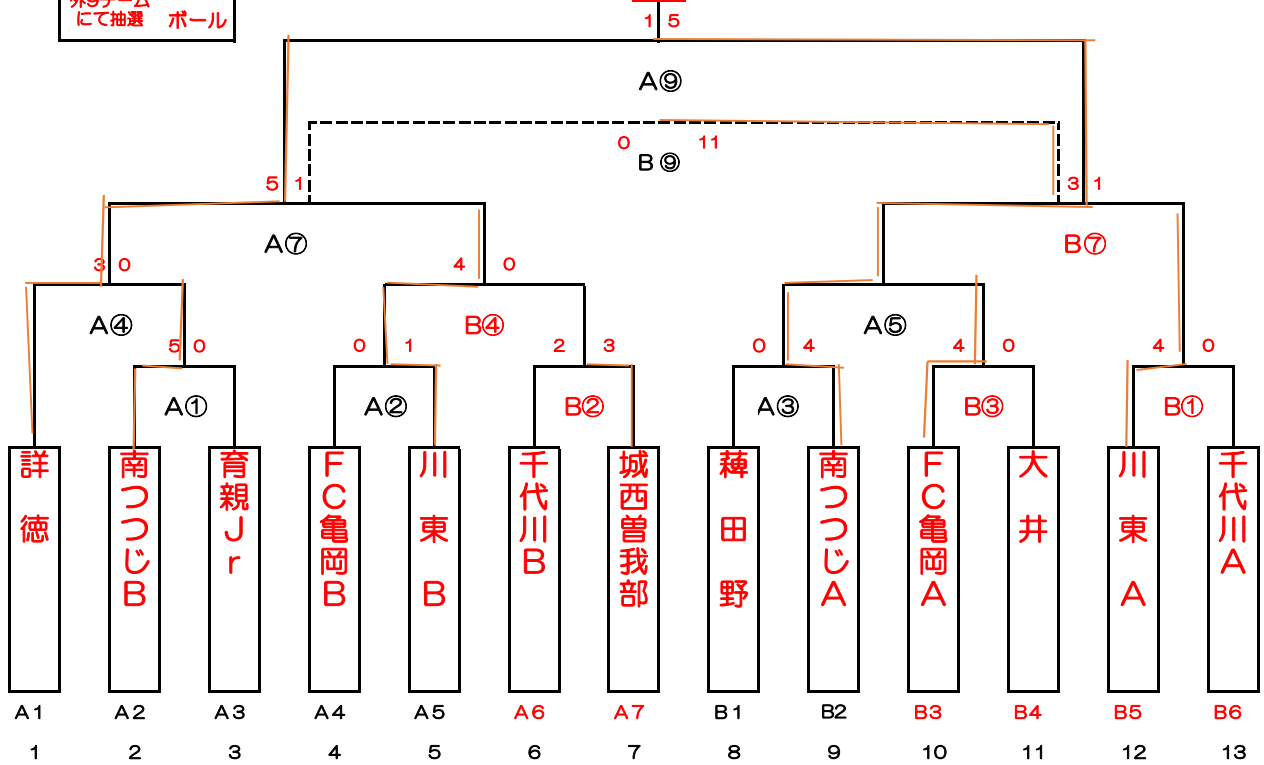 外9チーム
にて抽選 ボール
1 5
A⑨
0 11
B⑨
5 1 3 1
A⑦ B⑦
3 0 4 0
A④ B④ A⑤
5 0 0 1 2 3 0 4 4 0 4 0
A① A② B② A③ B③ B①
詳徳
南つつじB
育親Jr
FC亀岡B
川東B
千代川B
城西曽我部
薭田野
南つつじA
FC亀岡A
大井
川東A
千代川A
A1 A2 A3 A4 A5 A6 A7 B1 B2 B3 B4 B5 B6
1 2 3 4 5 6 7 8 9 10 11 12 13